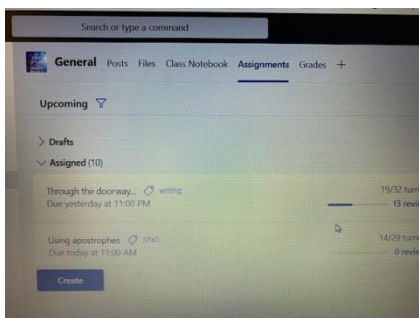 Search or type a command
General Posts Files Class Notebook Assignments Grades +
Upcoming
Drafts
Assigned (10)
Through the doorway... writing 19/32 turn
Due yesterday at 11:00 PM 13 revie
Using apostrophes SPaG 14/29 turne
Due today at 11:00 AM 0 revie
Create